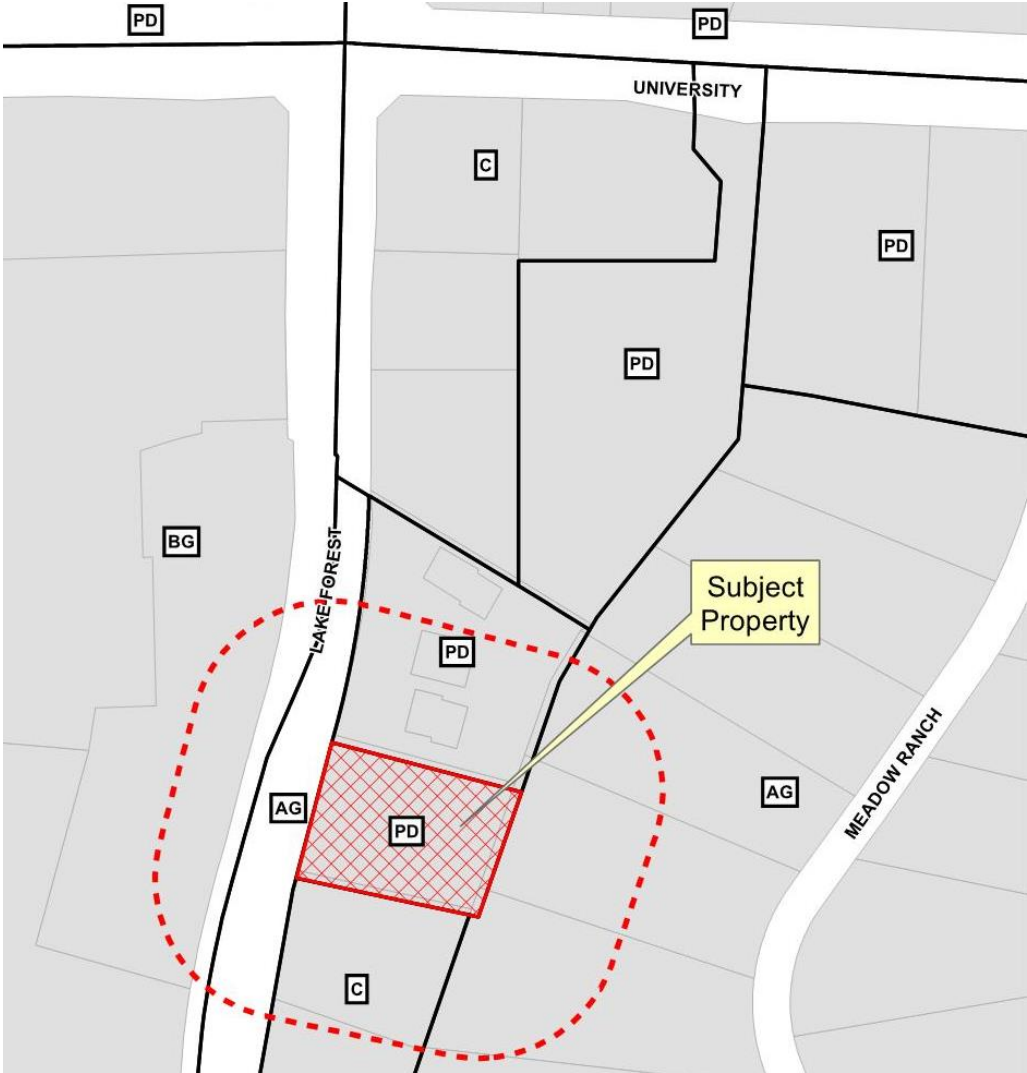 PD
PD
UNIVERSITY
C
PD
PD
BG
LAKE FOREST
Subject
Property
PD
AG
AG
PD
MEADOW RANCH
C